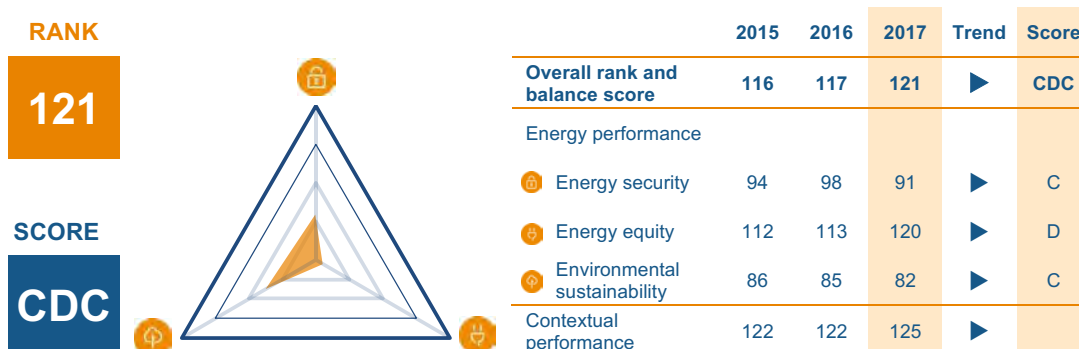 RANK
121
SCORE
CDC
2015 2016 2017 Trend Score
Overall rank and
balance score 116 117 121 CDC
Energy performance
Energy security 94 98 91 C
Energy equity 112 113 120 D
Environmental
sustainability 86 85 82 C
Contextual
performance 122 122 125